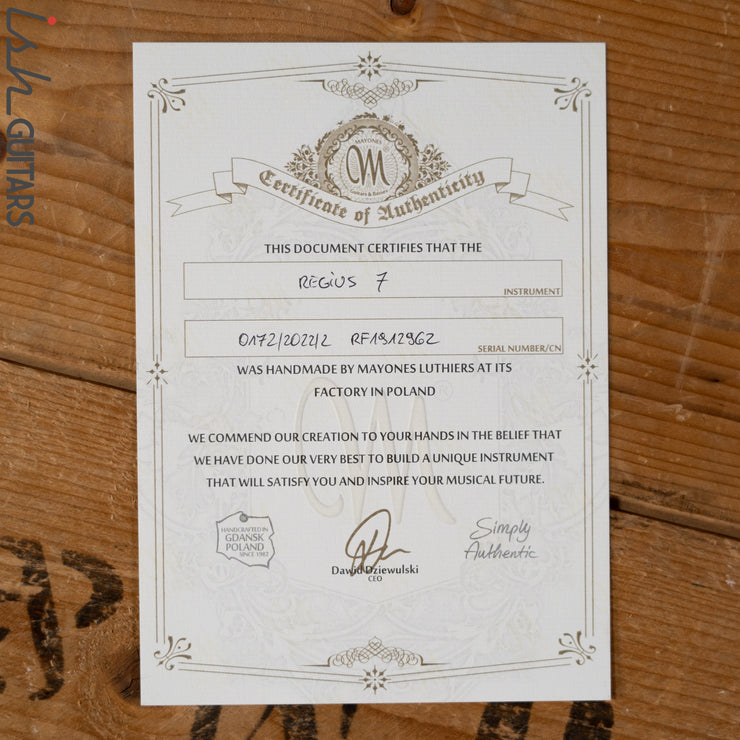 ish
GUITARS
MAYONES
Guitars & Basses
Certificate of Authenticity
THIS DOCUMENT CERTIFIES THAT THE
REGIUS 7
INSTRUMENT
0172/2022/2 RF1912962
SERIAL NUMBER/CN
WAS HANDMADE BY MAYONES LUTHIERS AT ITS
FACTORY IN POLAND
WE COMMEND OUR CREATION TO YOUR HANDS IN THE BELIEF THAT
WE HAVE DONE OUR VERY BEST TO BUILD A UNIQUE INSTRUMENT
THAT WILL SATISFY YOU AND INSPIRE YOUR MUSICAL FUTURE.
HANDCRAFTED IN
GDANSK
POLAND
SINCE 1982
Dawid Dziewulski
CEO
Simply
Authentic